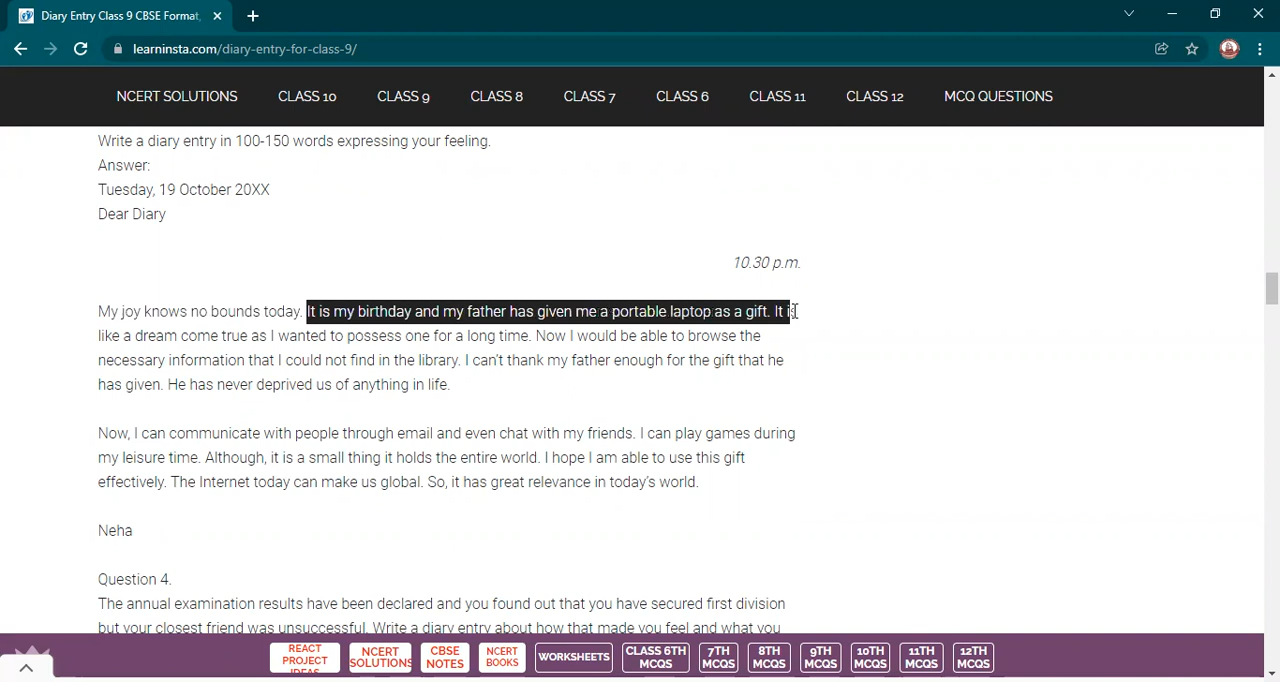 Diary Entry Class 9 CBSE Format,
learninsta.com/diary-entry-for-class-9/
NCERT SOLUTIONS CLASS 10 CLASS 9 CLASS 8 CLASS 7 CLASS 6 CLASS 11 CLASS 12 MCQ QUESTIONS
Write a diary entry in 100-150 words expressing your feeling.
Answer:
Tuesday, 19 October 20XX
Dear Diary
10.30 p.m.
My joy knows no bounds today. It is my birthday and my father has given me a portable laptop as a gift. It is
like a dream come true as I wanted to possess one for a long time. Now I would be able to browse the
necessary information that I could not find in the library. I can't thank my father enough for the gift that he
has given. He has never deprived us of anything in life.
Now, I can communicate with people through email and even chat with my friends. I can play games during
my leisure time. Although, it is a small thing it holds the entire world. I hope I am able to use this gift
effectively. The Internet today can make us global. So, it has great relevance in today's world.
Neha
Question 4.
The annual examination results have been declared and you found out that you have secured first division
but your closest friend was unsuccessful. Write a diary entry about how that made you feel and what you
REACT PROJECT IDEAS
NCERT SOLUTIONS
CBSE NOTES
NCERT BOOKS
WORKSHEETS
CLASS 6TH MCQS
7TH MCQS
8TH MCQS
9TH MCQS
10TH MCQS
11TH MCQS
12TH MCQS